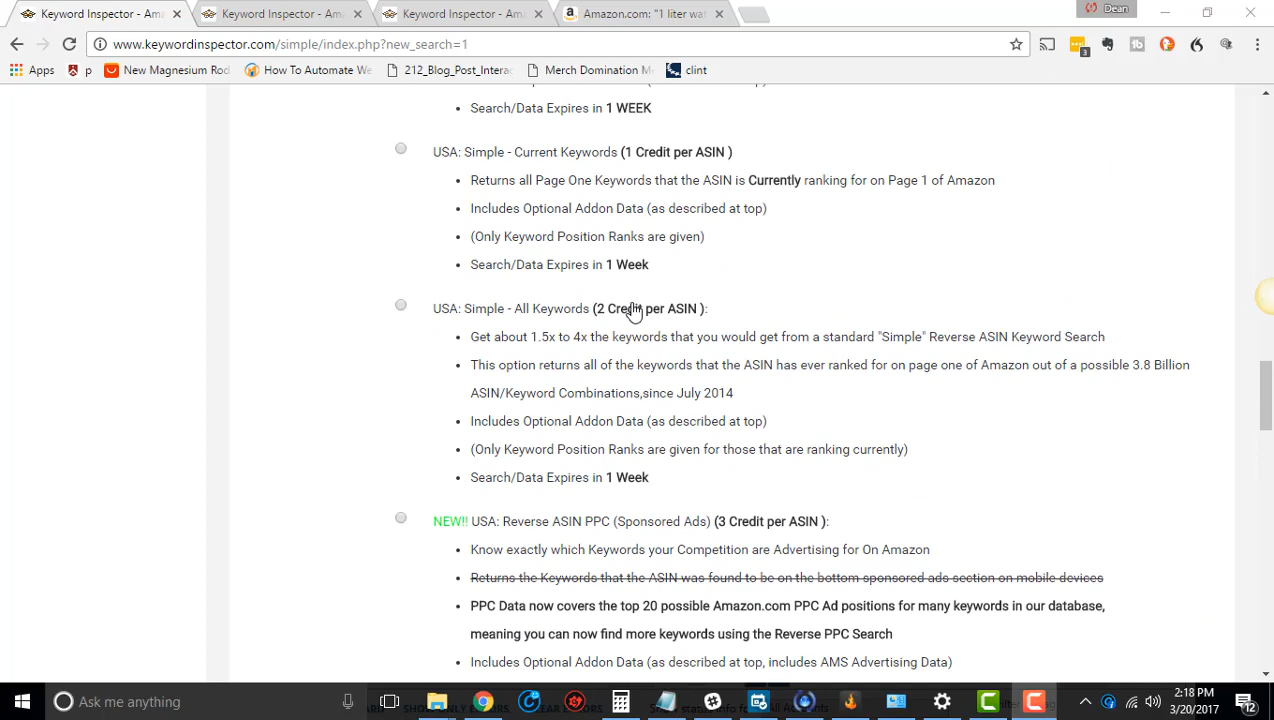 Keyword Inspector - Ama
Keyword Inspector - Ama
Keyword Inspector - Ama
Amazon.com: "1 liter wat
Dean
www.keywordinspector.com/simple/index.php?new_search=1
3
Apps
p
New Magnesium Rod
How To Automate We
212_Blog_Post_Interac
Merch Domination M
clint
Search/Data Expires in 1 WEEK
USA: Simple - Current Keywords (1 Credit per ASIN )
Returns all Page One Keywords that the ASIN is Currently ranking for on Page 1 of Amazon
Includes Optional Addon Data (as described at top)
(Only Keyword Position Ranks are given)
Search/Data Expires in 1 Week
USA: Simple - All Keywords (2 Credit per ASIN ):
Get about 1.5x to 4x the keywords that you would get from a standard "Simple" Reverse ASIN Keyword Search
This option returns all of the keywords that the ASIN has ever ranked for on page one of Amazon out of a possible 3.8 Billion
ASIN/Keyword Combinations,since July 2014
Includes Optional Addon Data (as described at top)
(Only Keyword Position Ranks are given for those that are ranking currently)
Search/Data Expires in 1 Week
NEW!! USA: Reverse ASIN PPC (Sponsored Ads) (3 Credit per ASIN ):
Know exactly which Keywords your Competition are Advertising for On Amazon
Returns the Keywords that the ASIN was found to be on the bottom sponsored ads section on mobile devices
PPC Data now covers the top 20 possible Amazon.com PPC Ad positions for many keywords in our database,
meaning you can now find more keywords using the Reverse PPC Search
Includes Optional Addon Data (as described at top, includes AMS Advertising Data)
Ask me anything
2:18 PM
3/20/2017
12